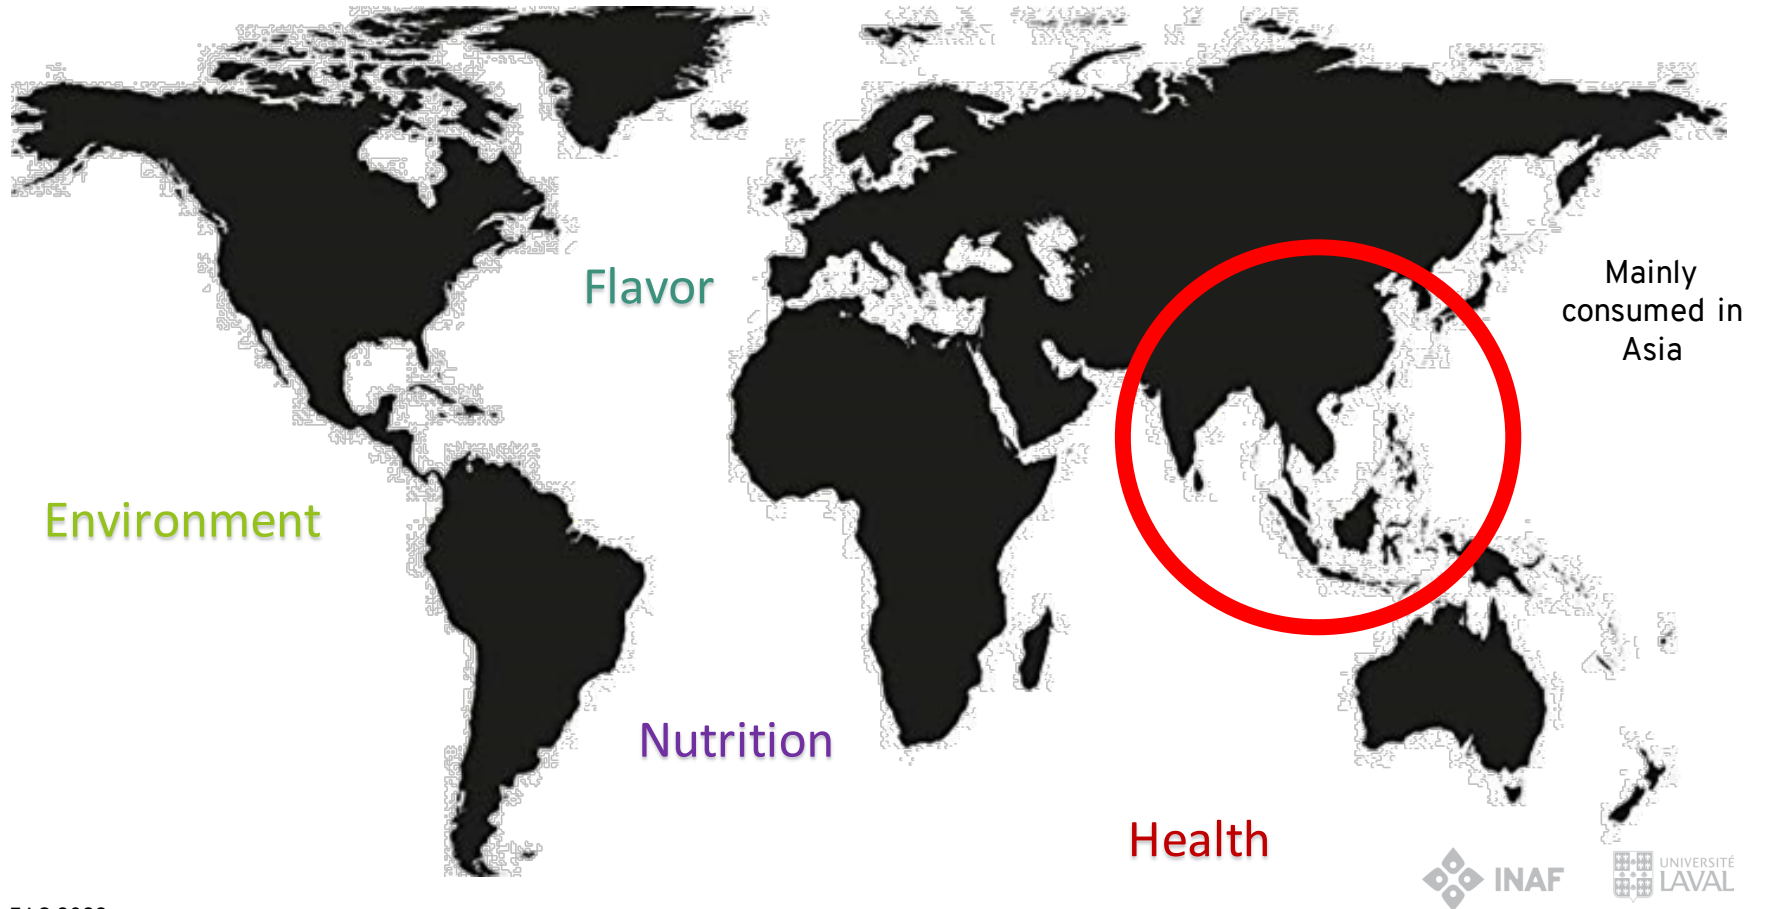 Flavor
Mainly
consumed in
Asia
Environment
Nutrition
Health
INAF
UNIVERSITÉ
LAVAL